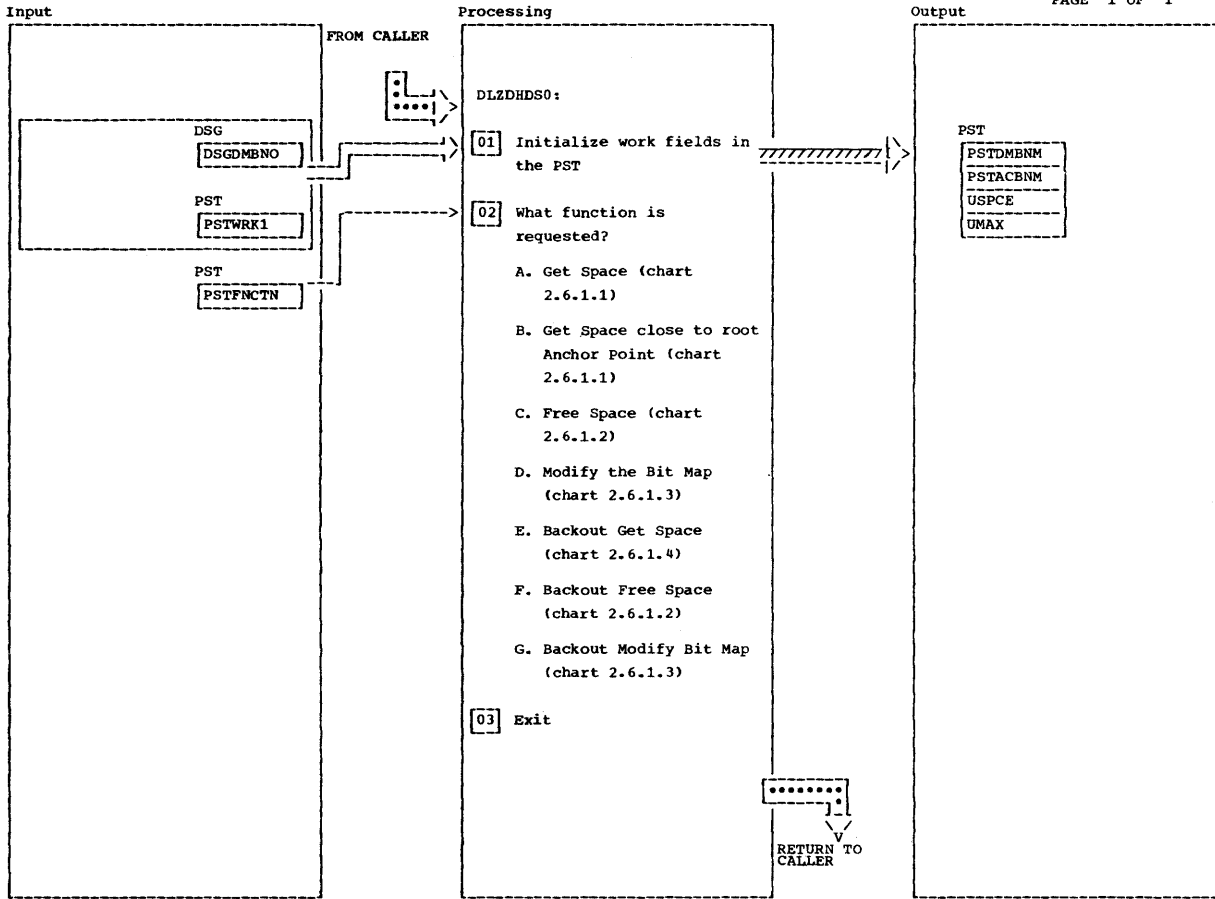 PAGE 1 OF 1
Input
Processing
Output
FROM CALLER
DLZDHDS0:
DSG
DSGDMBNO
PST
PSTWRK1
PST
PSTFNCTN
01 Initialize work fields in
the PST
02 What function is
requested?
A. Get Space (chart
2.6.1.1)
B. Get Space close to root
Anchor Point (chart
2.6.1.1)
C. Free Space (chart
2.6.1.2)
D. Modify the Bit Map
(chart 2.6.1.3)
E. Backout Get Space
(chart 2.6.1.4)
F. Backout Free Space
(chart 2.6.1.2)
G. Backout Modify Bit Map
(chart 2.6.1.3)
03 Exit
RETURN TO
CALLER
PST
PSTDMBNM
PSTACBNM
USPCE
UMAX